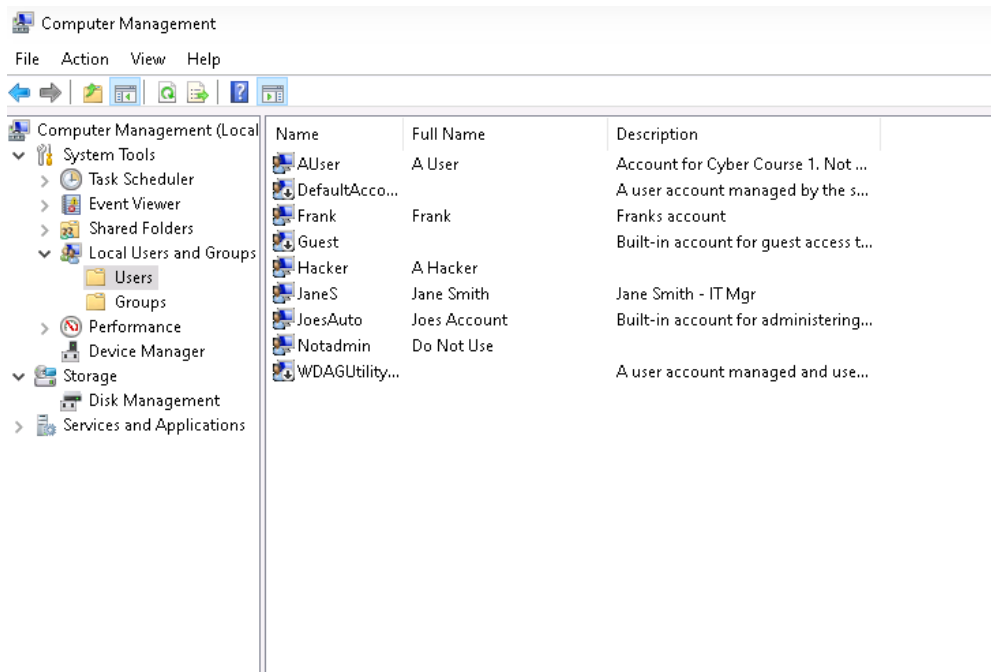 Computer Management
File Action View Help
Computer Management (Local
System Tools
Task Scheduler
Event Viewer
Shared Folders
Local Users and Groups
Users
Groups
Performance
Device Manager
Storage
Disk Management
Services and Applications
Name Full Name Description
AUser A User Account for Cyber Course 1. Not ...
DefaultAcco... A user account managed by the s...
Frank Frank Franks account
Guest Built-in account for guest access t...
Hacker A Hacker
JaneS Jane Smith Jane Smith - IT Mgr
JoesAuto Joes Account Built-in account for administering...
Notadmin Do Not Use
WDAGUtility... A user account managed and use...